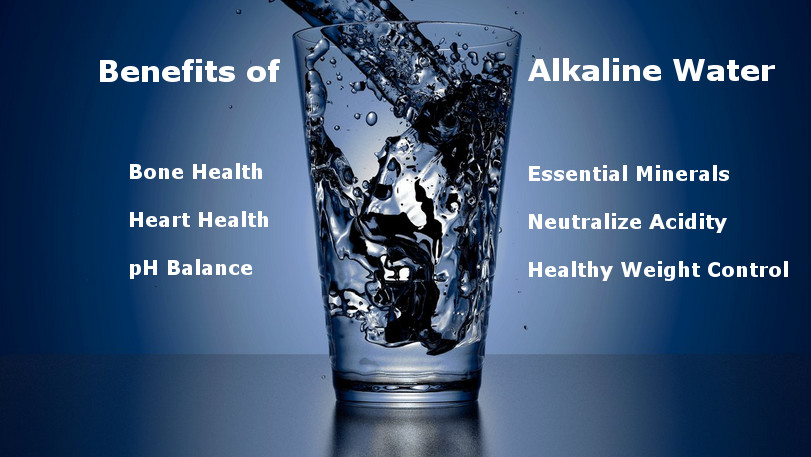 Benefits of Alkaline Water
Bone Health
Heart Health
pH Balance
Essential Minerals
Neutralize Acidity
Healthy Weight Control